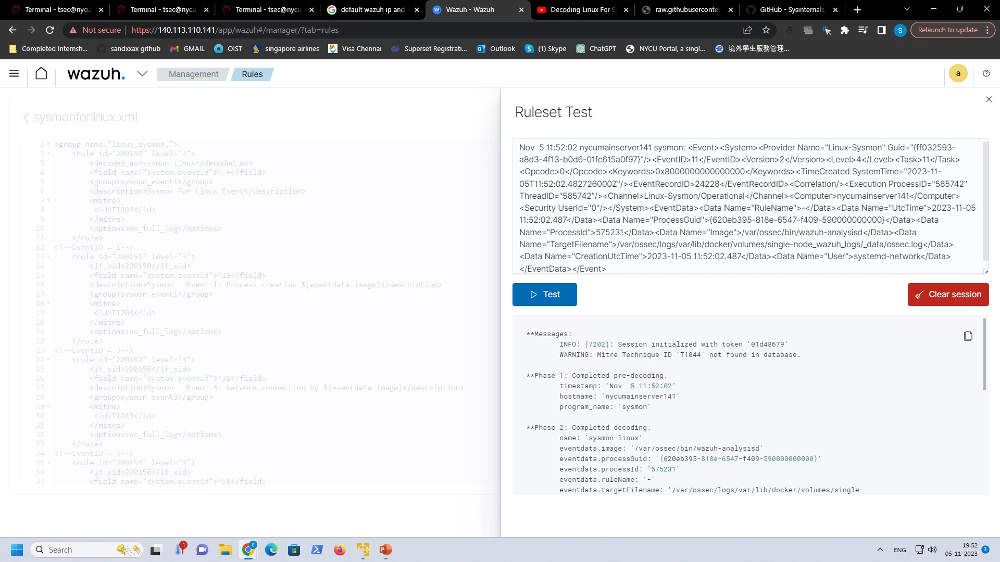 Terminal - tsec@nycu
Terminal - tsec@nycu
Terminal - tsec@nycu
default wazuh ip and
Wazuh - Wazuh
Decoding Linux For S
raw.githubuserconter
GitHub - Sysinternals
Not secure
https://140.113.110.141/app/wazuh#/manager/?tab=rules
S
Relaunch to update
Completed Internsh...
sandxxax github
GMAIL
OIST
singapore airlines
Visa Chennai
Superset Registrati...
Outlook
(1) Skype
ChatGPT
NYCU Portal, a singl...
境外學生服務管理...
wazuh.
Management
Rules
a
sysmonforlinux.xml
1 <group name="linux,sysmon,">
2 <rule id="200150" level="3">
3 <decoded_as>sysmon-linux</decoded_as>
4 <field name="system.eventId">\.+</field>
5 <group>sysmon_event1</group>
6 <description>Sysmon For Linux Event</description>
7 <mitre>
8 <id>T1204</id>
9 </mitre>
10 <options>no_full_log</options>
11 </rule>
12 <!--EventID = 1-->
13 <rule id="200151" level="3">
14 <if_sid>200150</if_sid>
15 <field name="system.eventId">^1$</field>
16 <description>Sysmon - Event 1: Process creation $(eventdata.image)</description>
17 <group>sysmon_event1</group>
18 <mitre>
19 <id>T1204</id>
20 </mitre>
21 <options>no_full_log</options>
22 </rule>
23 <!--EventID = 3-->
24 <rule id="200152" level="3">
25 <if_sid>200150</if_sid>
26 <field name="system.eventId">^3$</field>
27 <description>Sysmon - Event 3: Network connection by $(eventdata.image)</description>
28 <group>sysmon_event3</group>
29 <mitre>
30 <id>T1043</id>
31 </mitre>
32 <options>no_full_log</options>
33 </rule>
34 <!--EventID = 5-->
35 <rule id="200153" level="3">
36 <if_sid>200150</if_sid>
37 <field name="system.eventId">^5$</field>
Ruleset Test
Nov  5 11:52:02 nycumainserver141 sysmon: <Event><System><Provider Name="Linux-Sysmon" Guid="{ff032593-
a8d3-4f13-b0d6-01fc615a0f97}"/><EventID>11</EventID><Version>2</Version><Level>4</Level><Task>11</Task>
<Opcode>0</Opcode><Keywords>0x8000000000000000</Keywords><TimeCreated SystemTime="2023-11-
05T11:52:02.482726000Z"/><EventRecordID>24228</EventRecordID><Correlation/><Execution ProcessID="585742"
ThreadID="585742"/><Channel>Linux-Sysmon/Operational</Channel><Computer>nycumainserver141</Computer>
<Security UserId="0"/></System><EventData><Data Name="RuleName">-</Data><Data Name="UtcTime">2023-11-05
11:52:02.487</Data><Data Name="ProcessGuid">{620eb395-818e-6547-f409-590000000000}</Data><Data
Name="ProcessId">575231</Data><Data Name="Image">/var/ossec/bin/wazuh-analysisd</Data><Data
Name="TargetFilename">/var/ossec/logs/var/lib/docker/volumes/single-node_wazuh_logs/_data/ossec.log</Data>
<Data Name="CreationUtcTime">2023-11-05 11:52:02.487</Data><Data Name="User">systemd-network</Data>
</EventData></Event>
Test
Clear session
**Messages:
INFO: (7202): Session initialized with token '01d48679'
WARNING: Mitre Technique ID 'T1044' not found in database.
**Phase 1: Completed pre-decoding.
timestamp: 'Nov  5 11:52:02'
hostname: 'nycumainserver141'
program_name: 'sysmon'
**Phase 2: Completed decoding.
name: 'sysmon-linux'
eventdata.image: '/var/ossec/bin/wazuh-analysisd'
eventdata.processGuid: '{620eb395-818e-6547-f409-590000000000}'
eventdata.processId: '575231'
eventdata.ruleName: '-'
eventdata.targetFilename: '/var/ossec/logs/var/lib/docker/volumes/single-
Search
1
S
ENG
19:52
05-11-2023
3